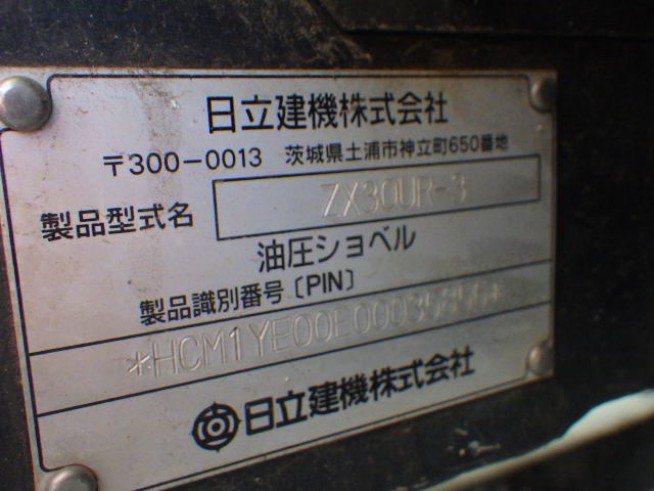 日立建機株式会社
〒300-0013 茨城県土浦市神立町650番地
製品型式名 ZX30UR-3
油圧ショベル
製品識別番号〔PIN〕
日立建機株式会社